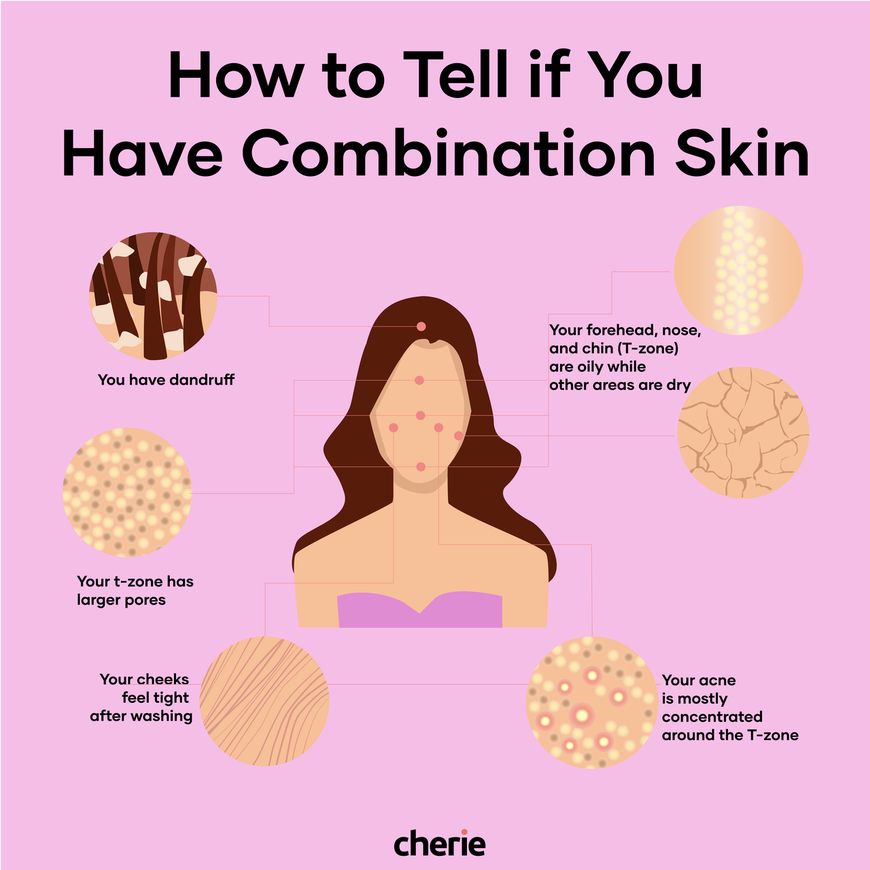 How to Tell if You
Have Combination Skin
You have dandruff
Your forehead, nose,
and chin (T-zone)
are oily while
other areas are dry
Your t-zone has
larger pores
Your cheeks
feel tight
after washing
Your acne
is mostly
concentrated
around the T-zone
cherie